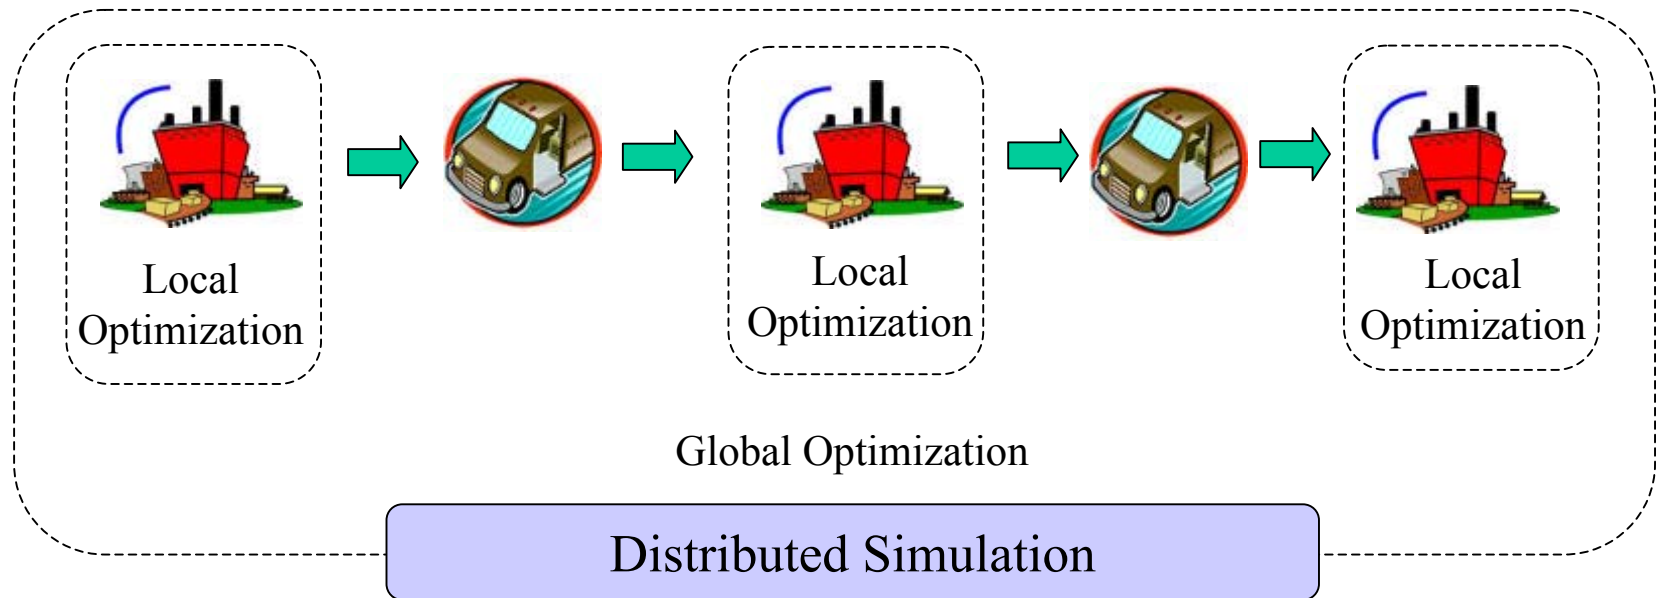 Local
Optimization
Local
Optimization
Local
Optimization
Global Optimization
Distributed Simulation